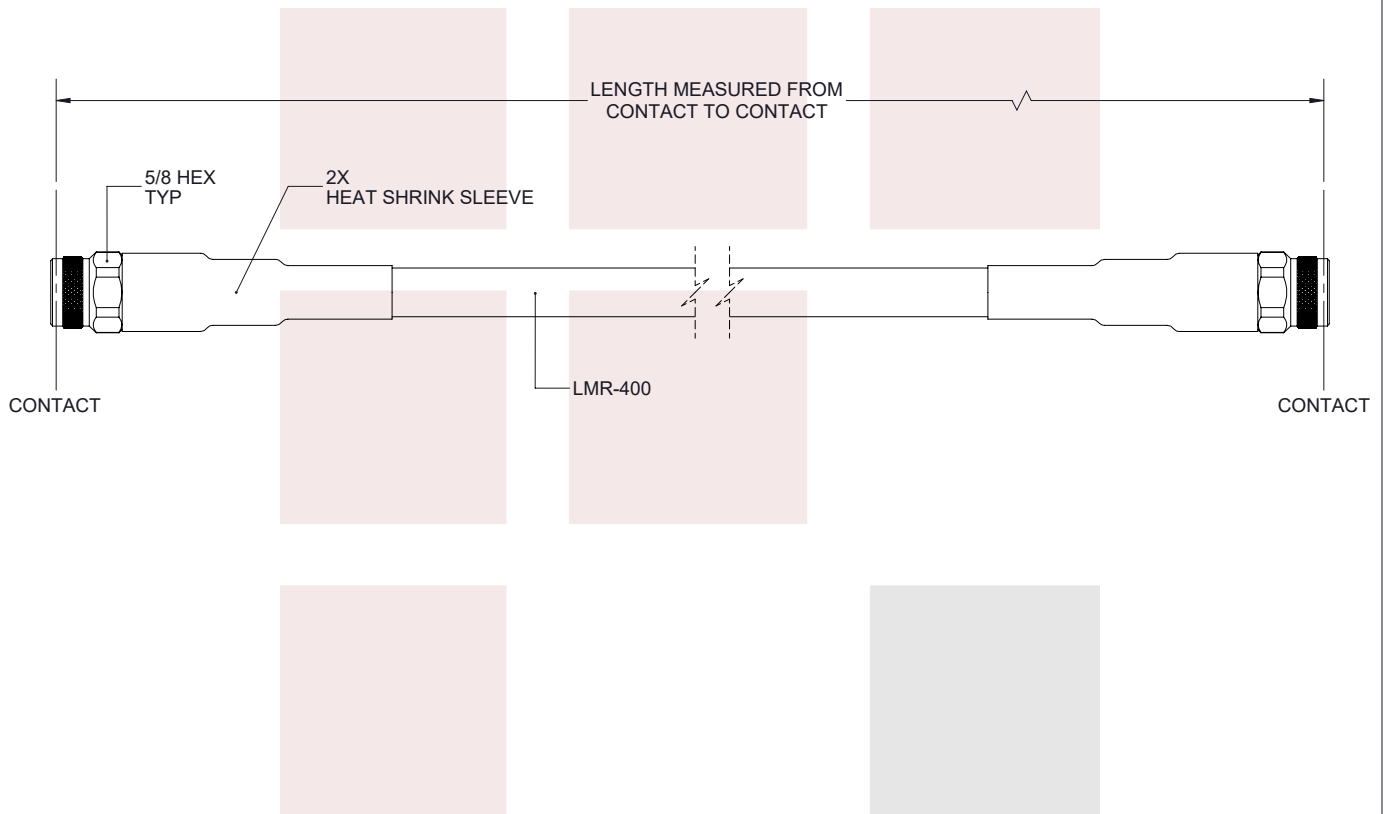 LENGTH MEASURED FROM
CONTACT TO CONTACT
5/8 HEX
TYP
2X
HEAT SHRINK SLEEVE
LMR-400
CONTACT
CONTACT